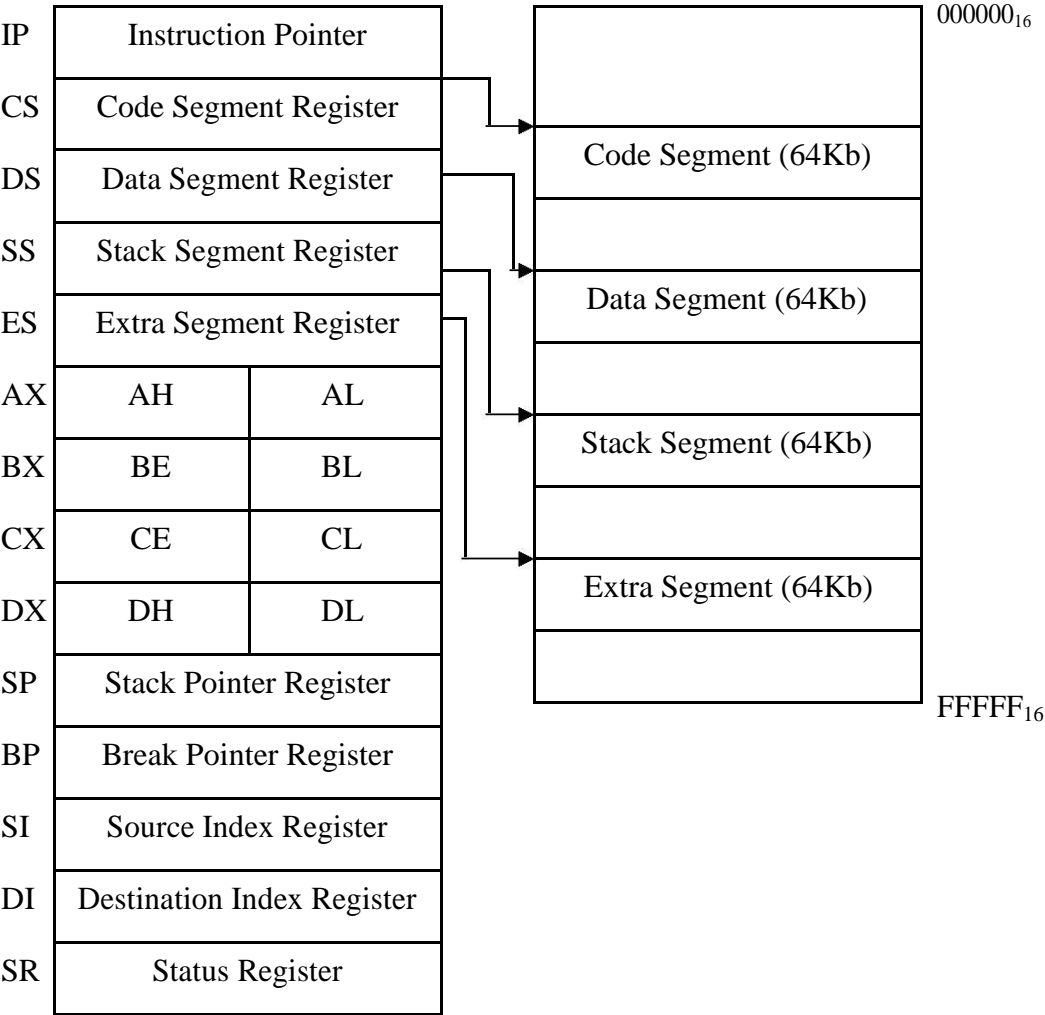 IP Instruction Pointer
CS Code Segment Register
DS Data Segment Register
SS Stack Segment Register
ES Extra Segment Register
AX AH AL
BX BE BL
CX CE CL
DX DH DL
SP Stack Pointer Register
BP Break Pointer Register
SI Source Index Register
DI Destination Index Register
SR Status Register
000000₁₆
Code Segment (64Kb)
Data Segment (64Kb)
Stack Segment (64Kb)
Extra Segment (64Kb)
FFFFF₁₆